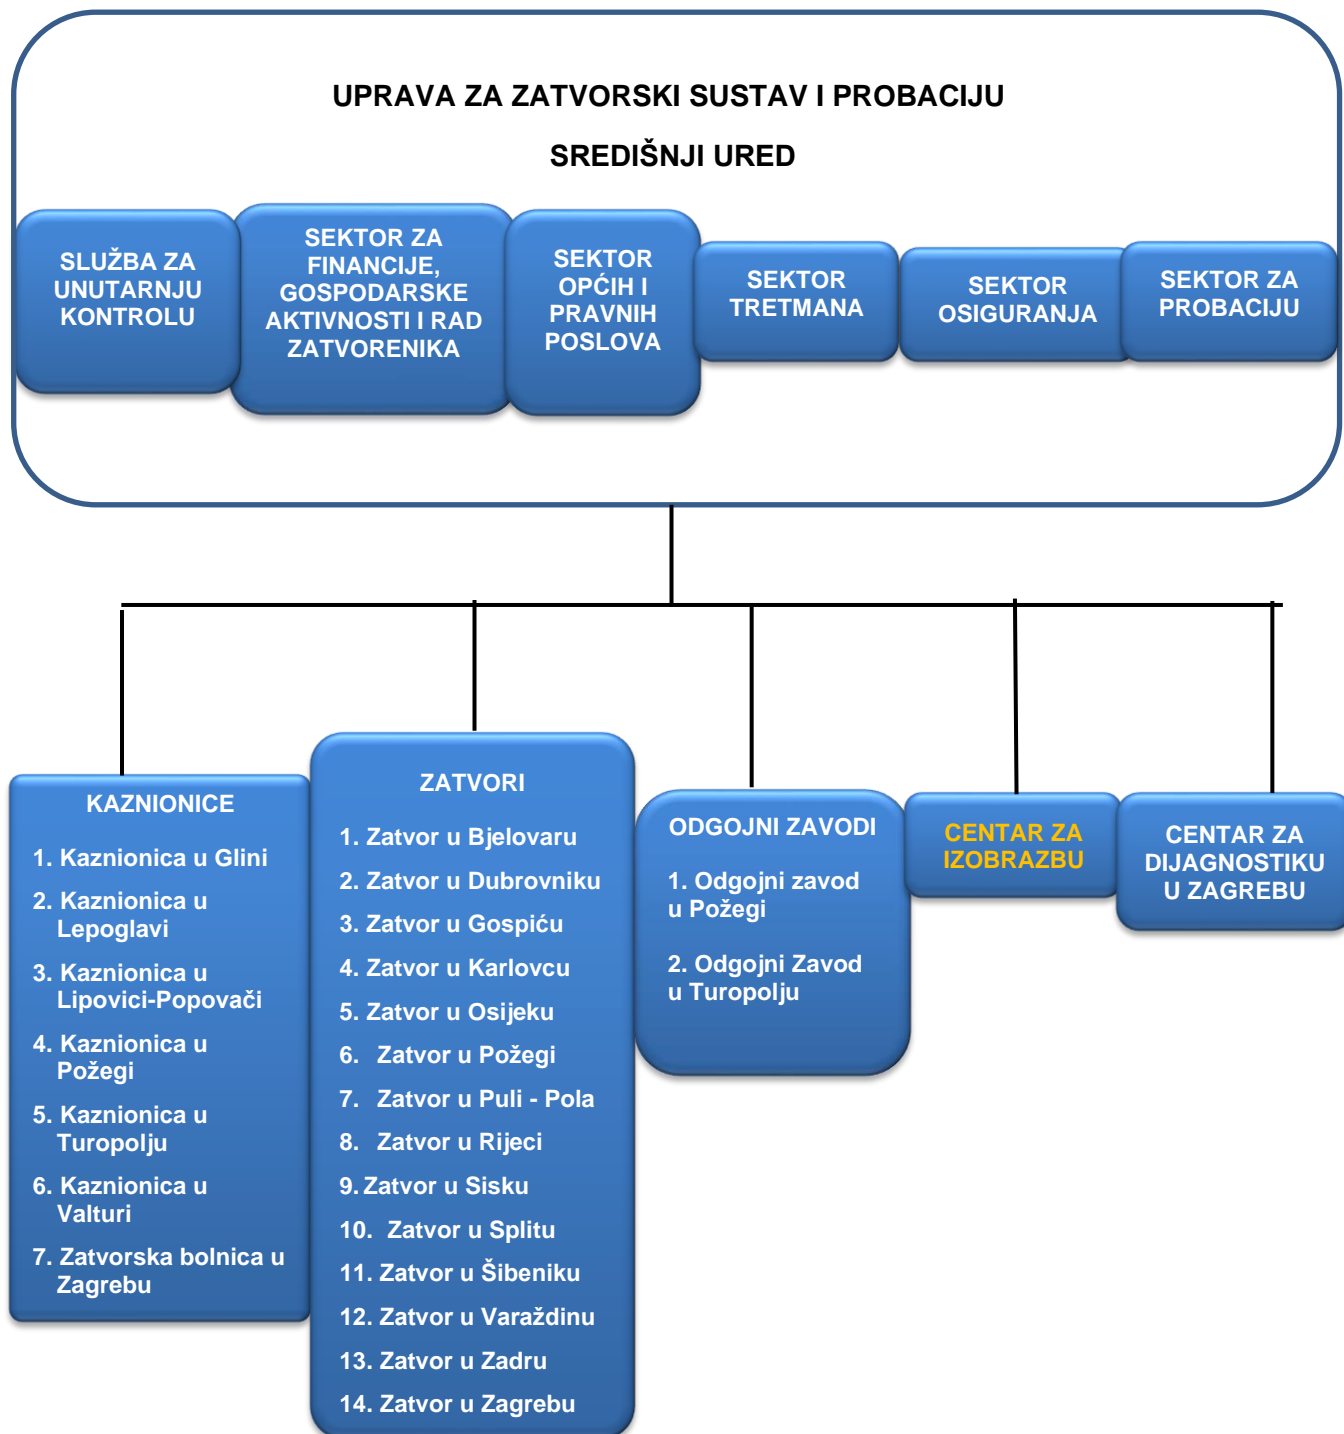 UPRAVA ZA ZATVORSKI SUSTAV I PROBACIJU
SREDIŠNJI URED
SLUŽBA ZA
UNUTARNJU
KONTROLU
SEKTOR ZA
FINANCIJE,
GOSPODARSKE
AKTIVNOSTI I RAD
ZATVORENIKA
SEKTOR
OPĆIH I
PRAVNIH
POSLOVA
SEKTOR
TRETMANA
SEKTOR
OSIGURANJA
SEKTOR ZA
PROBACIJU
KAZNIONICE
1. Kaznionica u Glini
2. Kaznionica u
Lepoglavi
3. Kaznionica u
Lipovici-Popovači
4. Kaznionica u
Požegi
5. Kaznionica u
Turopolju
6. Kaznionica u
Valturi
7. Zatvorska bolnica u
Zagrebu
ZATVORI
1. Zatvor u Bjelovaru
2. Zatvor u Dubrovniku
3. Zatvor u Gospiću
4. Zatvor u Karlovcu
5. Zatvor u Osijeku
6. Zatvor u Požegi
7. Zatvor u Puli - Pola
8. Zatvor u Rijeci
9. Zatvor u Sisku
10. Zatvor u Splitu
11. Zatvor u Šibeniku
12. Zatvor u Varaždinu
13. Zatvor u Zadru
14. Zatvor u Zagrebu
ODGOJNI ZAVODI
1. Odgojni zavod
u Požegi
2. Odgojni Zavod
u Turopolju
CENTAR ZA
IZOBRAZBU
CENTAR ZA
DIJAGNOSTIKU
U ZAGREBU